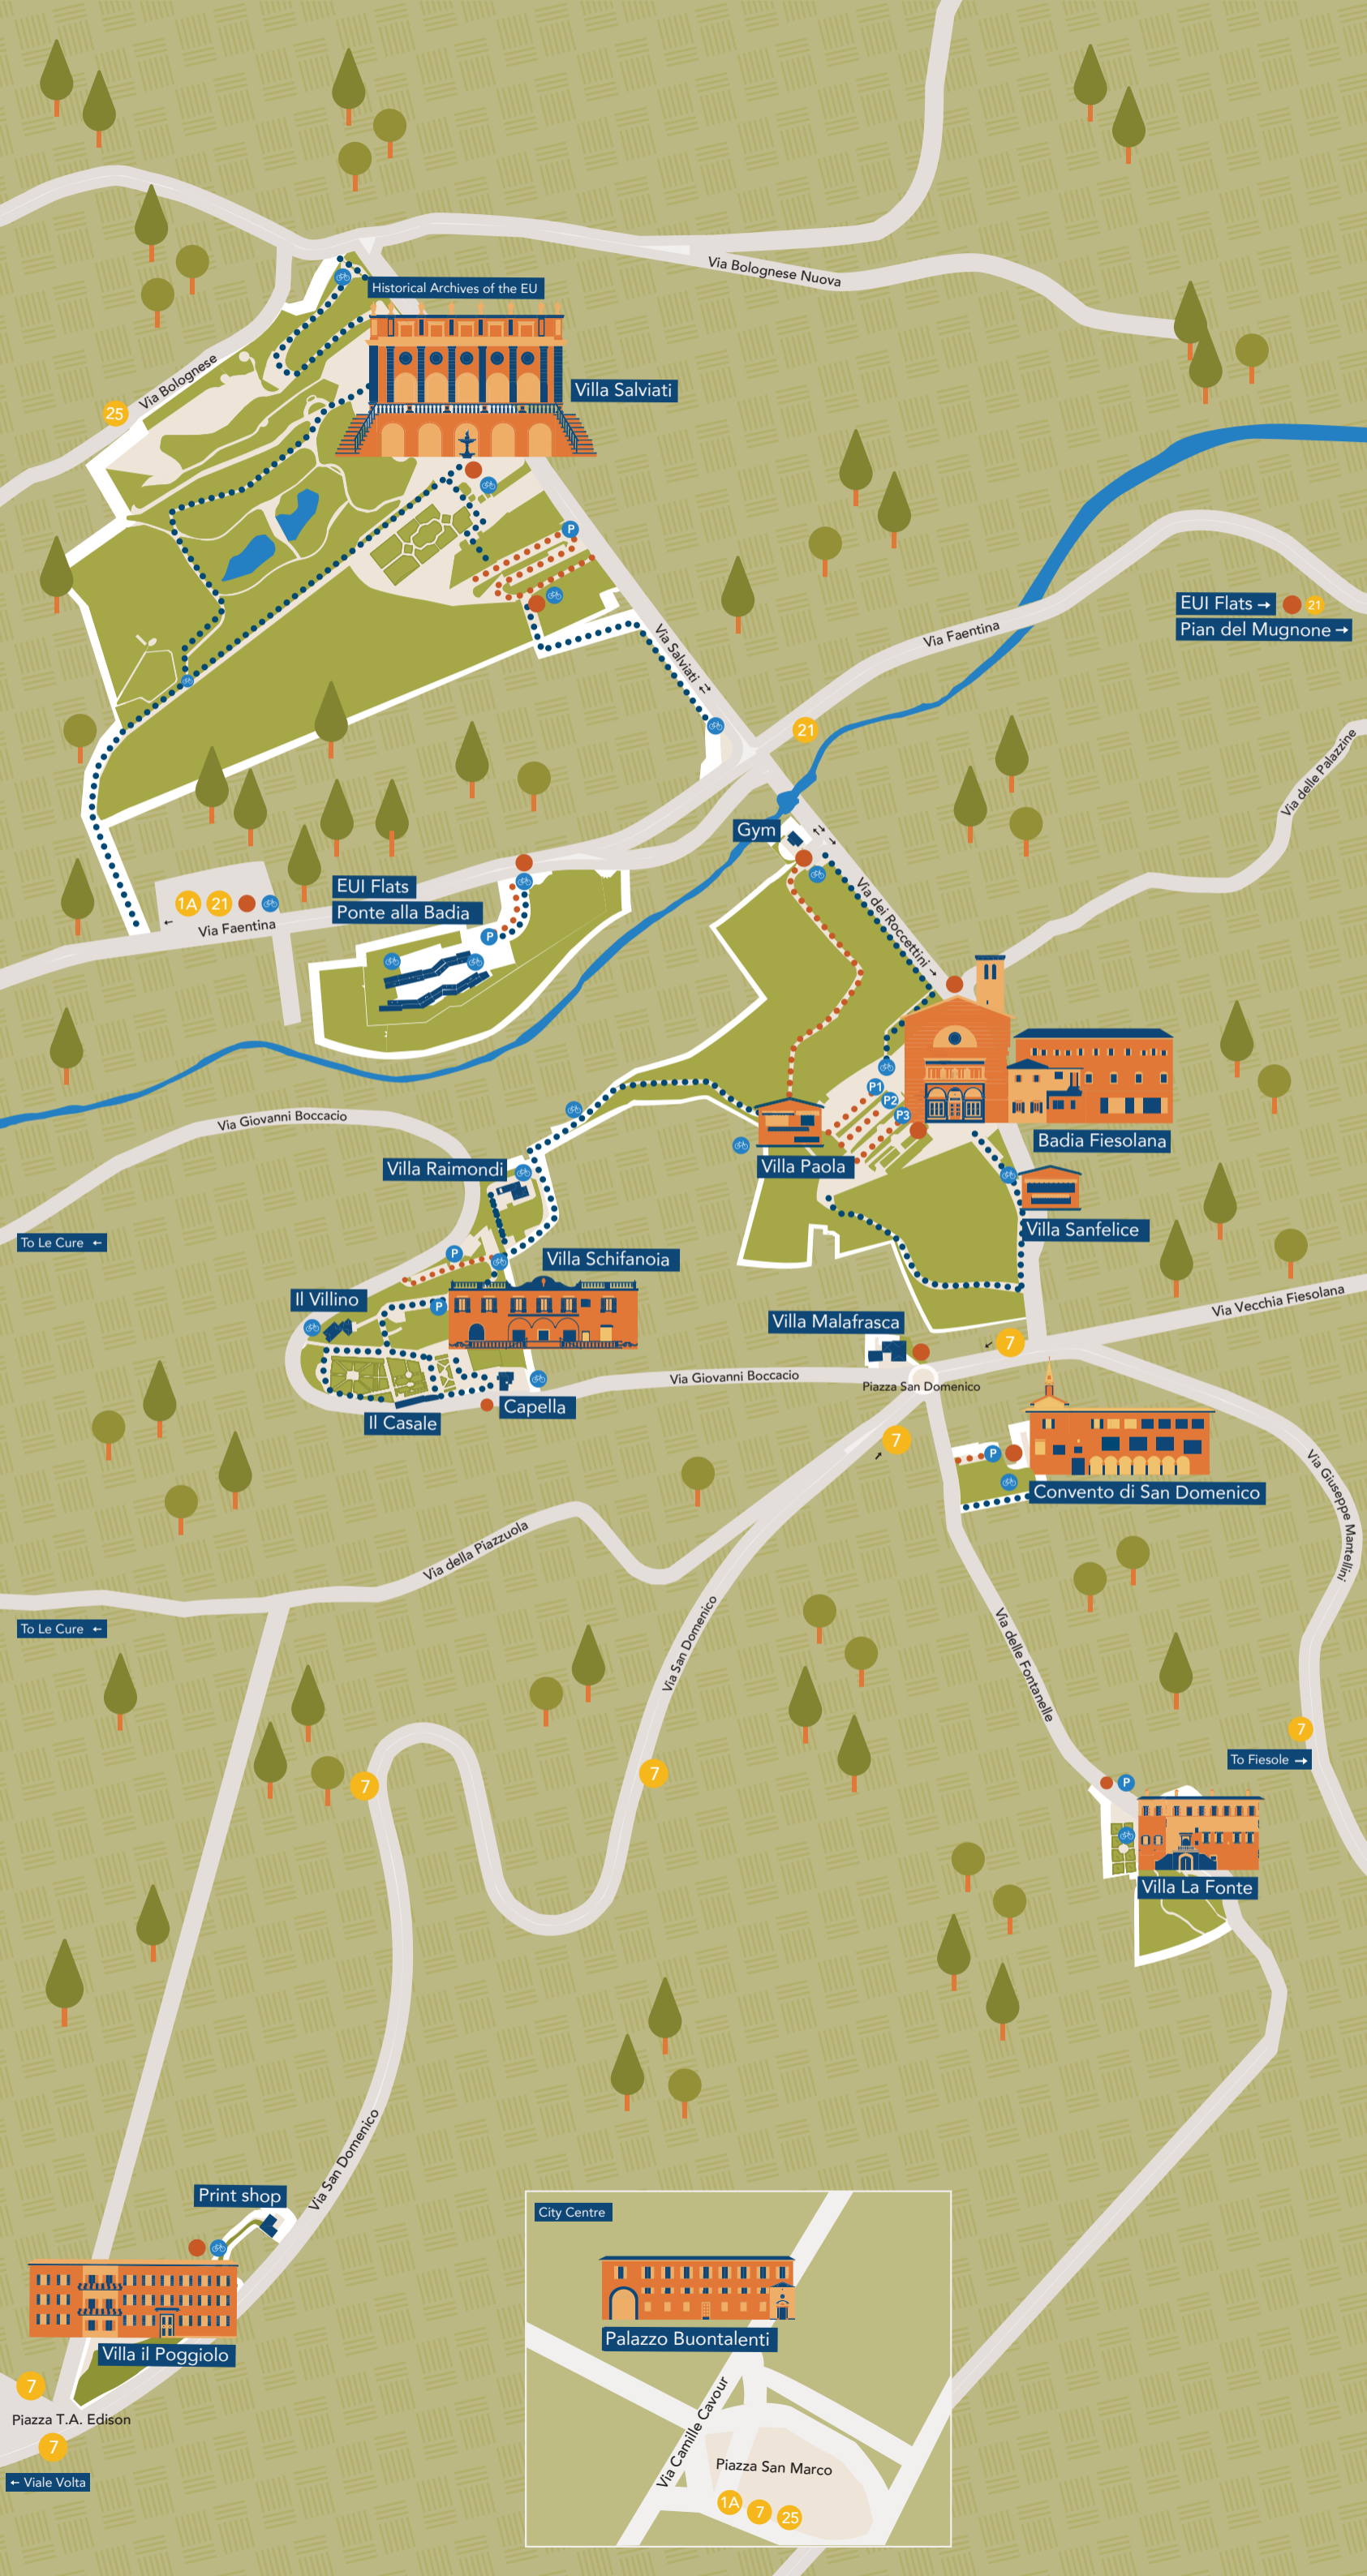 Via Bolognese Nuova
Historical Archives of the EU
Villa Salviati
Via Bolognese
25
P
Via Salviati
EUI Flats →
21
Pian del Mugnone →
Via Faentina
21
Via delle Palazzine
Gym
EUI Flats
Ponte alla Badia
1A
21
Via Faentina
P
Via dei Roccettini
P1
P2
P3
Via Giovanni Boccacio
Badia Fiesolana
Villa Raimondi
Villa Paola
Villa Sanfelice
To Le Cure ←
P
Villa Schifanoia
Il Villino
P
Via Vecchia Fiesolana
Villa Malafrasca
7
Via Giovanni Boccacio
Piazza San Domenico
Capella
Il Casale
7
P
Convento di San Domenico
Via Giuseppe Mantellini
Via della Piazzuola
To Le Cure ←
Via San Domenico
Via delle Fontanelle
7
To Fiesole →
7
7
P
Villa La Fonte
Via San Domenico
Print shop
Villa il Poggiolo
7
Piazza T.A. Edison
7
← Viale Volta
City Centre
Palazzo Buontalenti
Via Camille Cavour
Piazza San Marco
1A
7
25